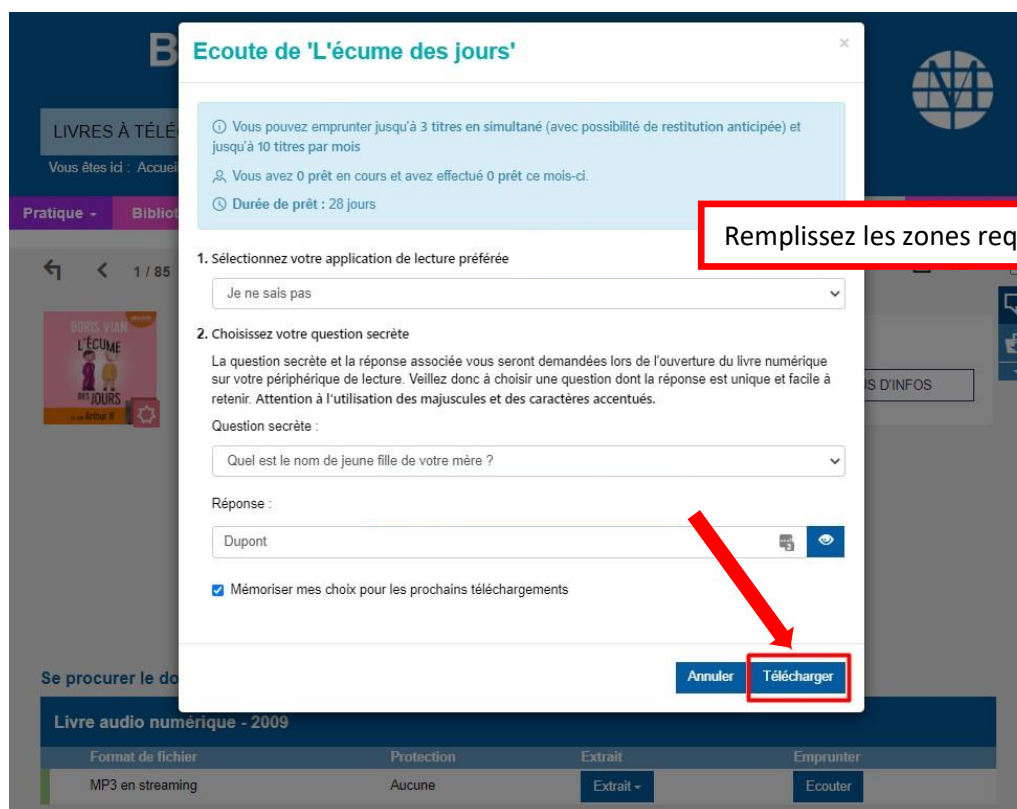 B
LIVRES À TÉLÉ
Vous êtes ici : Accueil
Pratique
Bibliot
1 / 85
BORIS VIAN
L'ÉCUME
DES JOURS
Arthur H
Ecoute de 'L'écume des jours'
×
Vous pouvez emprunter jusqu'à 3 titres en simultané (avec possibilité de restitution anticipée) et
jusqu'à 10 titres par mois
Vous avez 0 prêt en cours et avez effectué 0 prêt ce mois-ci.
Durée de prêt : 28 jours
Remplissez les zones req
1. Sélectionnez votre application de lecture préférée
Je ne sais pas
2. Choisissez votre question secrète
La question secrète et la réponse associée vous seront demandées lors de l'ouverture du livre numérique
sur votre périphérique de lecture. Veillez donc à choisir une question dont la réponse est unique et facile à
retenir. Attention à l'utilisation des majuscules et des caractères accentués.
Question secrète :
Quel est le nom de jeune fille de votre mère ?
Réponse :
Dupont
Mémoriser mes choix pour les prochains téléchargements
Annuler
Télécharger
S D'INFOS
Se procurer le do
Livre audio numérique - 2009
Format de fichier Protection Extrait Emprunter
MP3 en streaming Aucune Extrait Ecouter